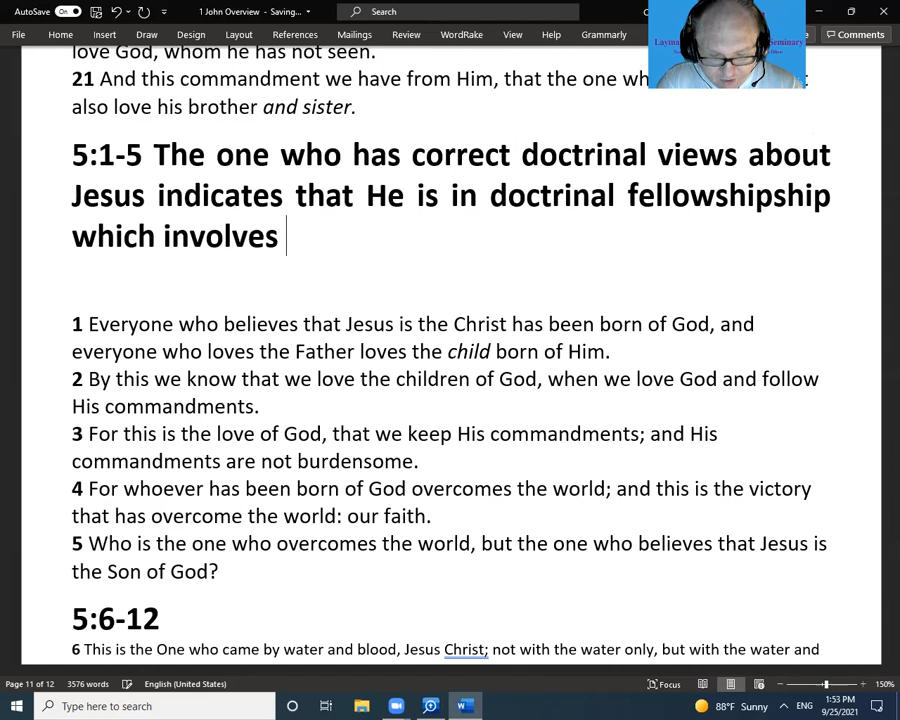 AutoSave On 1 John Overview - Saving... Search
File Home Insert Draw Design Layout References Mailings Review WordRake View Help Grammarly Comments
Layma Seminary
love God, whom he has not seen.
21 And this commandment we have from Him, that the one
also love his brother and sister.
5:1-5 The one who has correct doctrinal views about
Jesus indicates that He is in doctrinal fellowshipship
which involves
1 Everyone who believes that Jesus is the Christ has been born of God, and
everyone who loves the Father loves the child born of Him.
2 By this we know that we love the children of God, when we love God and follow
His commandments.
3 For this is the love of God, that we keep His commandments; and His
commandments are not burdensome.
4 For whoever has been born of God overcomes the world; and this is the victory
that has overcome the world: our faith.
5 Who is the one who overcomes the world, but the one who believes that Jesus is
the Son of God?
5:6-12
6 This is the One who came by water and blood, Jesus Christ; not with the water only, but with the water and
Page 11 of 12 3576 words English (United States) Focus 150%
Type here to search 88°F Sunny ENG 1:53 PM
9/25/2021